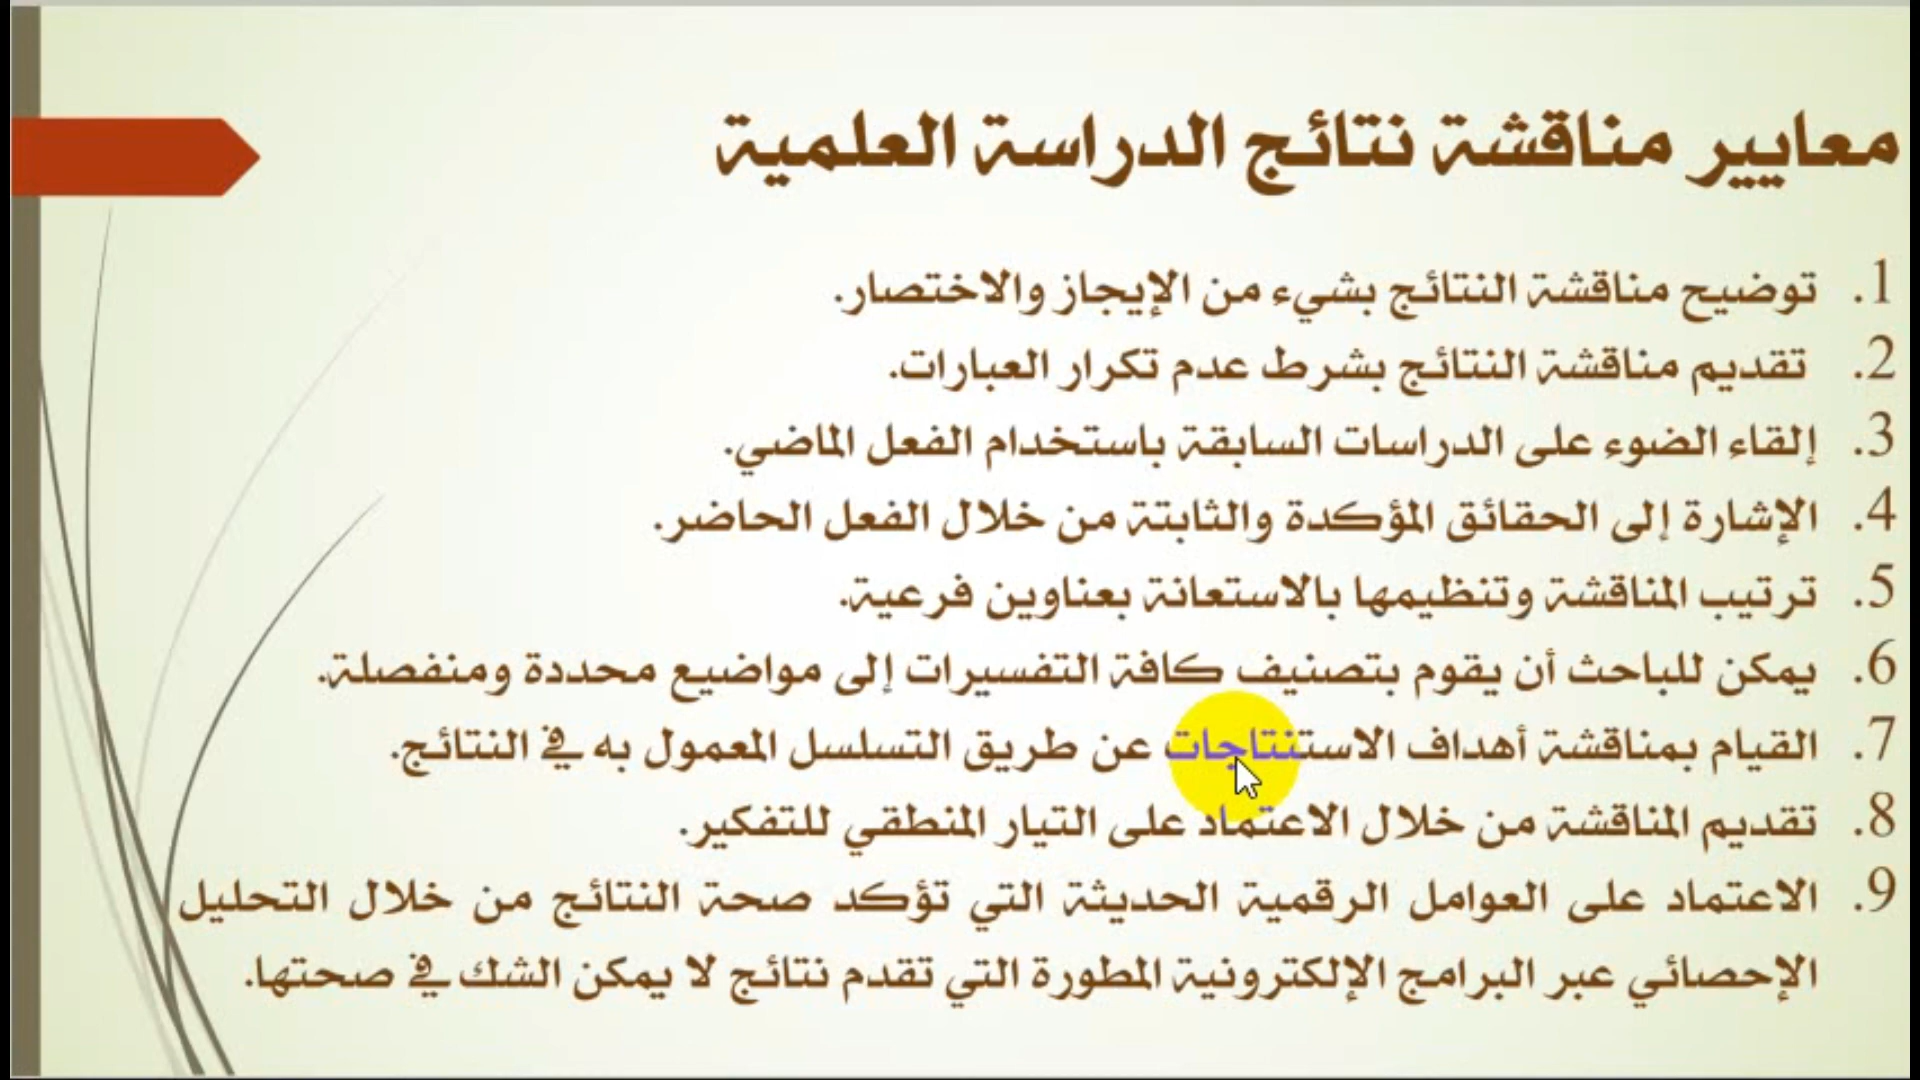 معايير مناقشة نتائج الدراسة العلمية
1. توضيح مناقشة النتائج بشيء من الإيجاز والاختصار.
2. تقديم مناقشة النتائج بشرط عدم تكرار العبارات.
3. إلقاء الضوء على الدراسات السابقة باستخدام الفعل الماضي.
4. الإشارة إلى الحقائق المؤكدة والثابتة من خلال الفعل الحاضر.
5. ترتيب المناقشة وتنظيمها بالاستعانة بعناوين فرعية.
6. يمكن للباحث أن يقوم بتصنيف كافة التفسيرات إلى مواضيع محددة ومنفصلة.
7. القيام بمناقشة أهداف الاستنتاجات عن طريق التسلسل المعمول به في النتائج.
8. تقديم المناقشة من خلال الاعتماد على التيار المنطقي للتفكير.
9. الاعتماد على العوامل الرقمية الحديثة التي تؤكد صحة النتائج من خلال التحليل
الإحصائي عبر البرامج الإلكترونية المطورة التي تقدم نتائج لا يمكن الشك في صحتها.